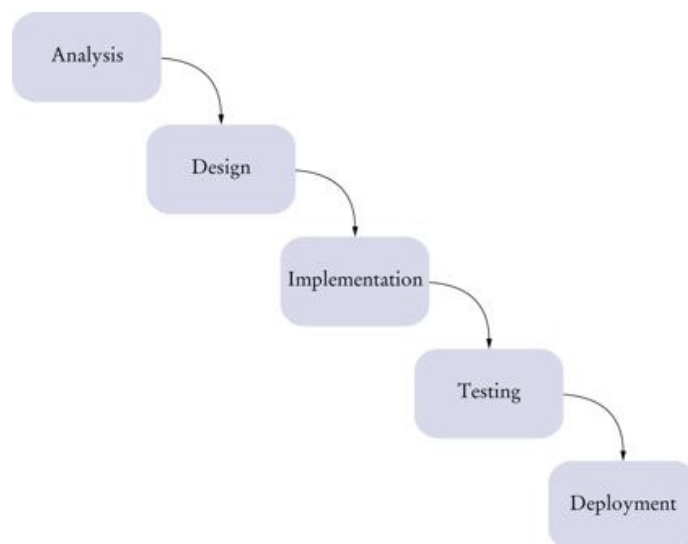 Analysis
Design
Implementation
Testing
Deployment